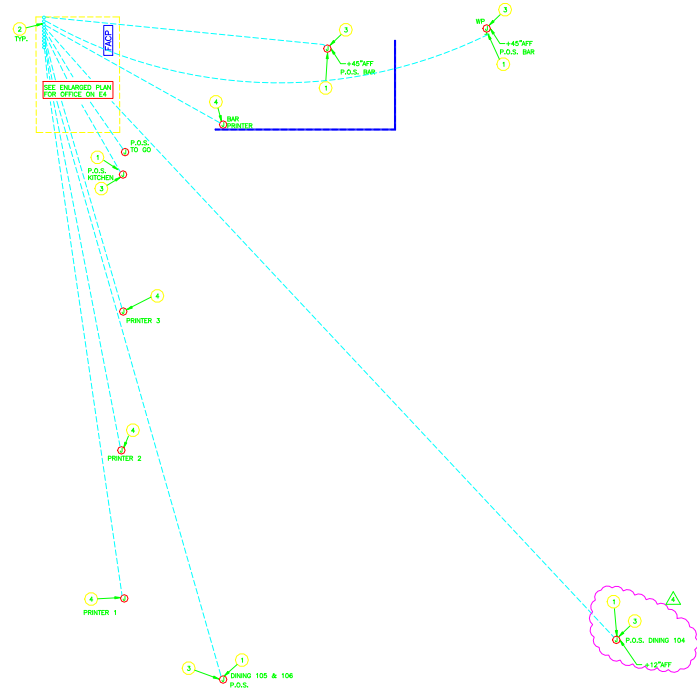 2
TYP.
FACP
SEE ENLARGED PLAN
FOR OFFICE ON E4
3
+45"AFF
P.O.S. BAR
1
WP
3
+45"AFF
P.O.S. BAR
1
4
BAR
PRINTER
P.O.S.
TO GO
1
P.O.S.
KITCHEN
3
4
PRINTER 3
4
PRINTER 2
4
PRINTER 1
3
1
DINING 105 & 106
P.O.S.
4
1
3
P.O.S. DINING 104
+12"AFF